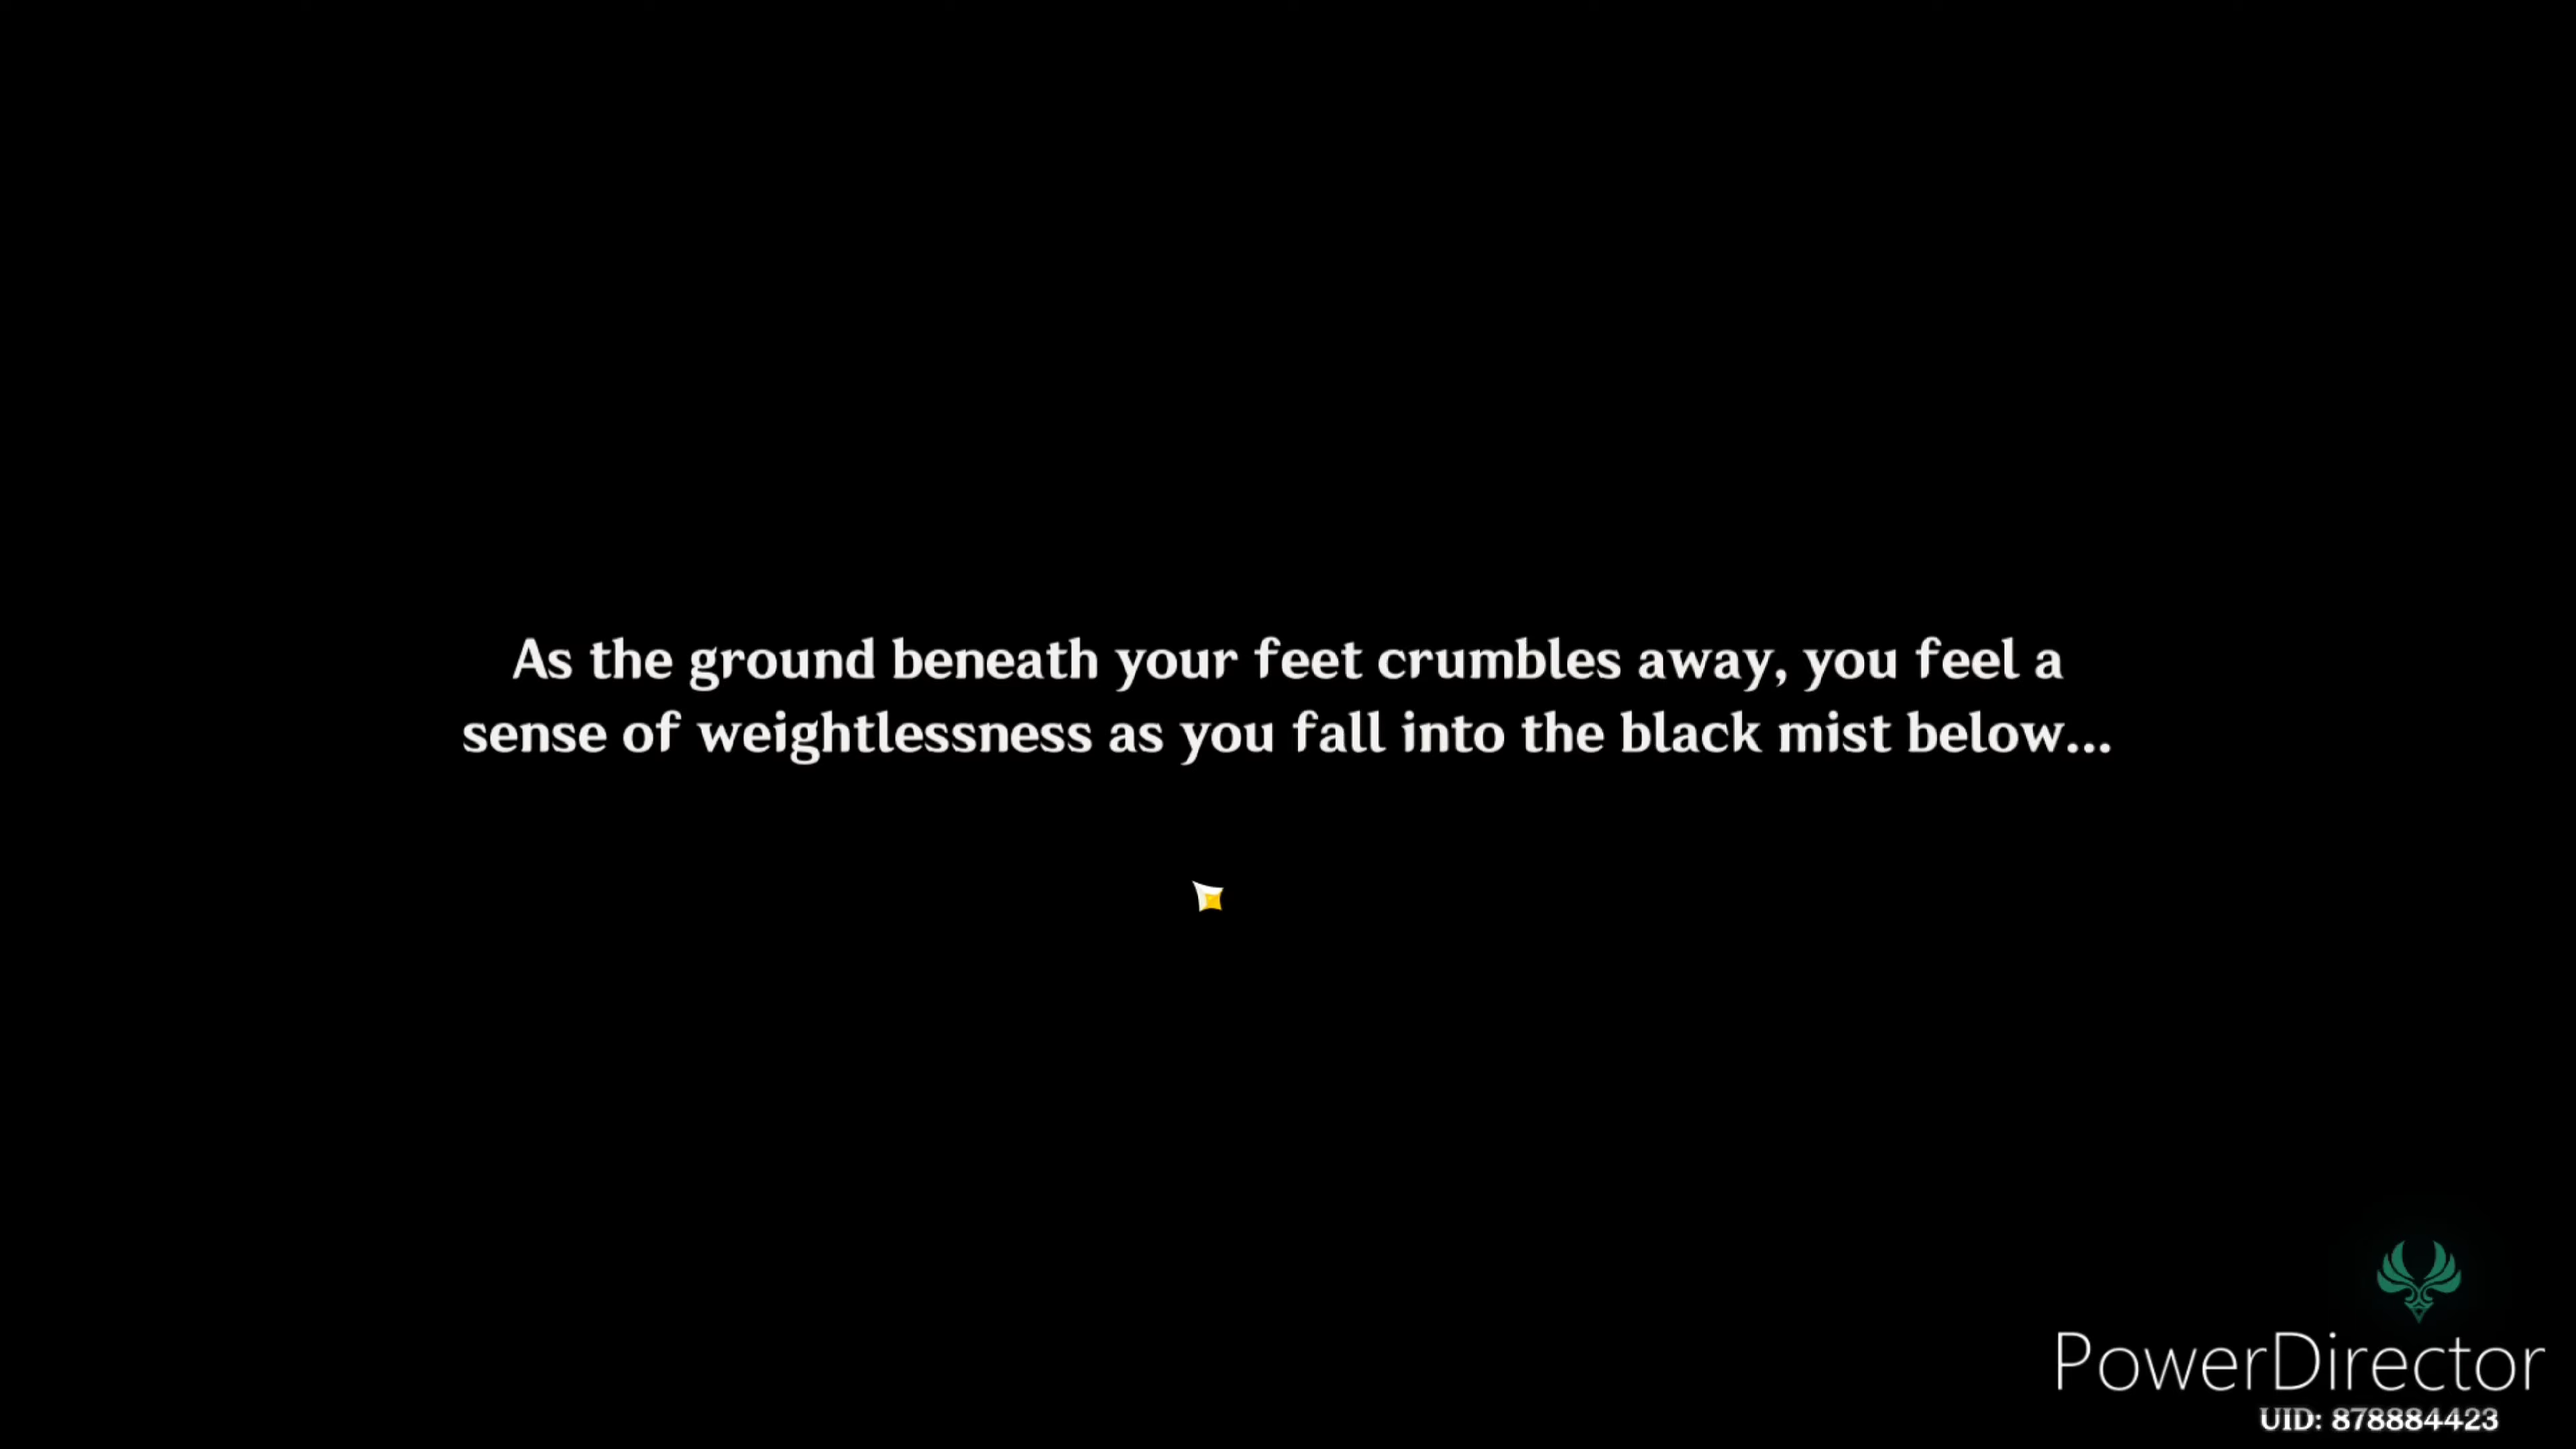 As the ground beneath your feet crumbles away, you feel a
sense of weightlessness as you fall into the black mist below...
PowerDirector
UID: 878884423